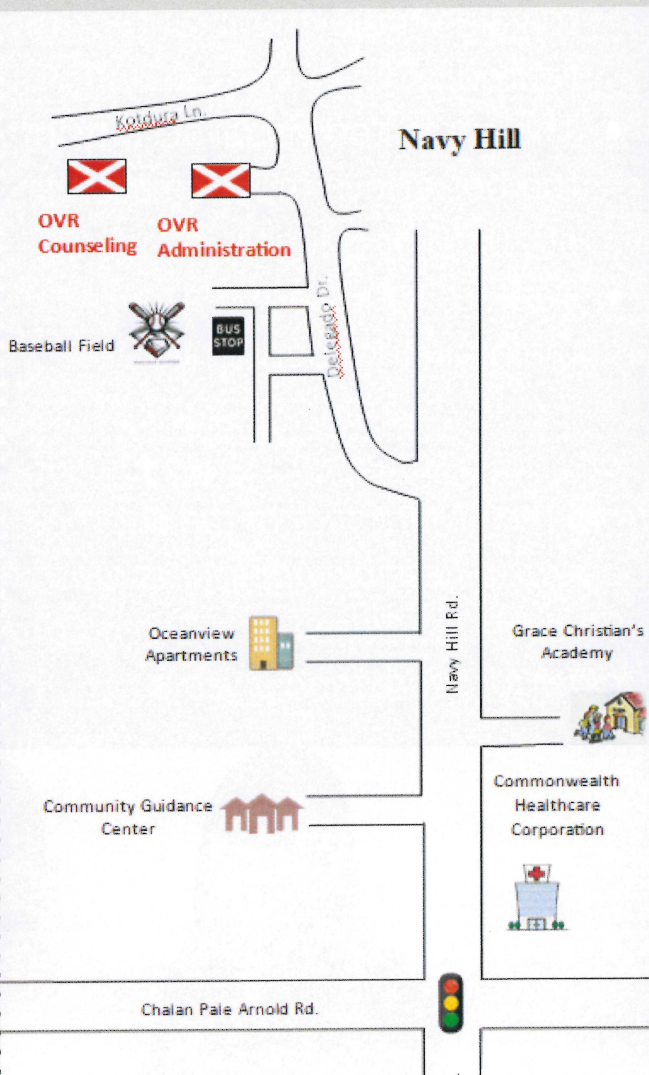 Kotdura Ln.
Navy Hill
OVR
Counseling
OVR
Administration
Delegado Dr.
BUS
STOP
Baseball Field
Navy Hill Rd.
Oceanview
Apartments
Grace Christian's
Academy
Commonwealth
Healthcare
Corporation
Community Guidance
Center
Chalan Pale Arnold Rd.